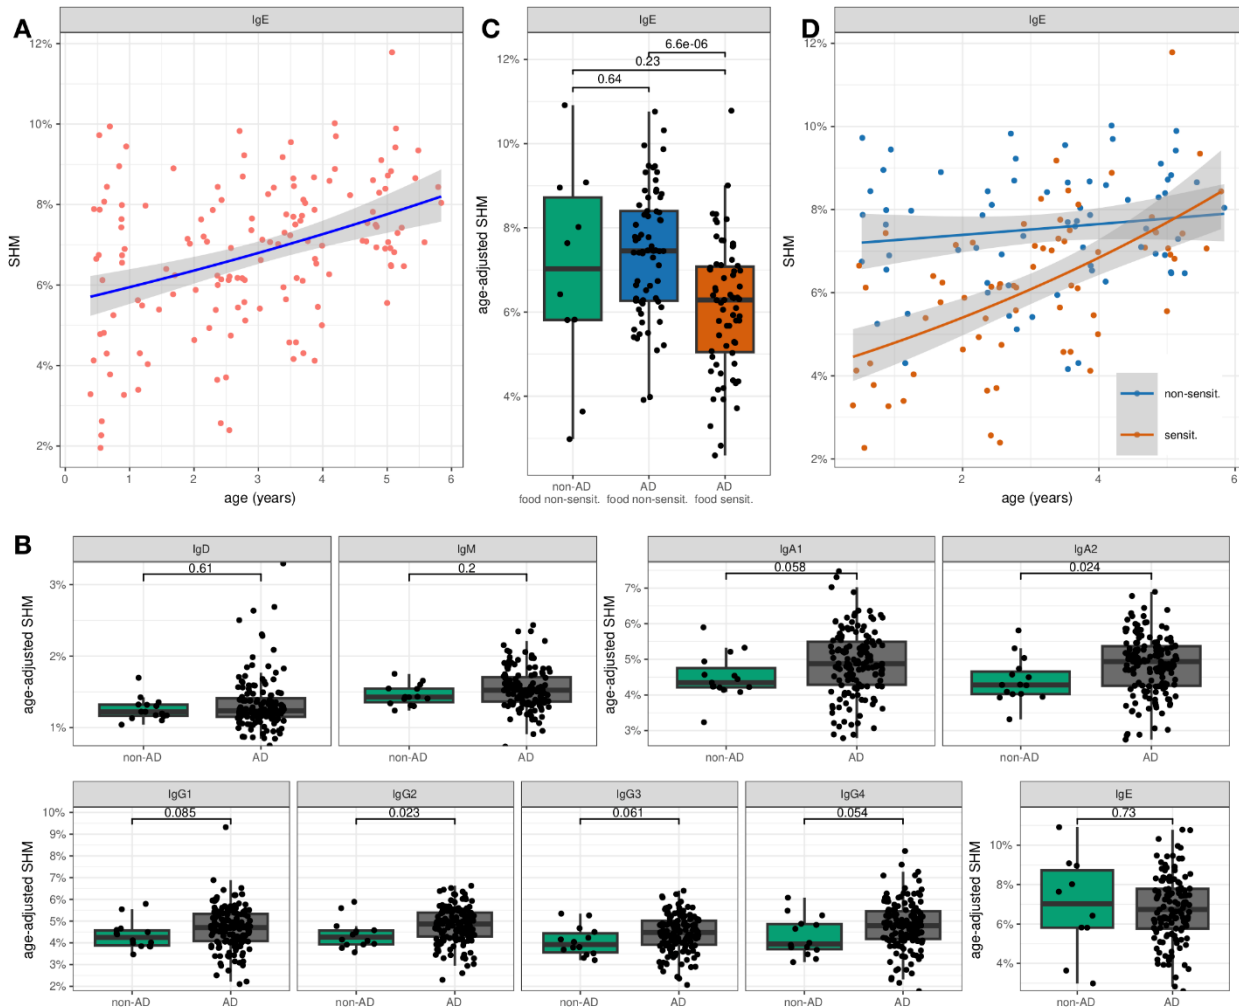 A
IgE
12%
10%
8%
6%
4%
2%
SHM
0 1 2 3 4 5 6
age (years)
C
IgE
6.6e-06
0.23
0.64
12%
10%
8%
6%
4%
age-adjusted SHM
non-AD AD AD
food non-sensit. food non-sensit. food sensit.
D
IgE
12%
10%
8%
6%
4%
2%
SHM
non-sensit.
sensit.
2 4 6
age (years)
B
IgD IgM
0.61 0.2
3%
2%
1%
age-adjusted SHM
non-AD AD non-AD AD
IgA1 IgA2
0.058 0.024
7%
6%
5%
4%
3%
age-adjusted SHM
non-AD AD non-AD AD
IgG1 IgG2 IgG3 IgG4
0.085 0.023 0.061 0.054
10%
9%
8%
7%
6%
5%
4%
3%
2%
age-adjusted SHM
non-AD AD non-AD AD non-AD AD non-AD AD
IgE
0.73
10%
8%
6%
4%
age-adjusted SHM
non-AD AD